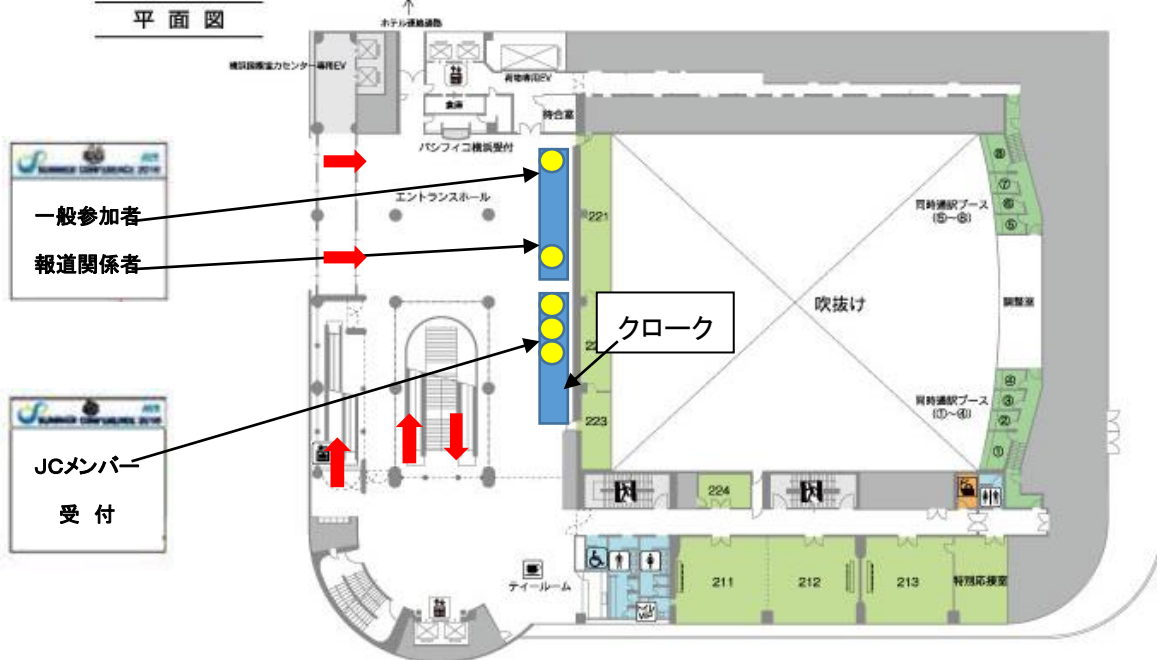 平面図
ホテル連絡通路
横浜国際協力センター専用EV
荷物専用EV
倉庫
待合室
パシフィコ横浜受付
SUMMER CONFERENCE 2016
一般参加者
報道関係者
エントランスホール
221
同時通訳ブース
(⑤~⑧)
⑧
⑦
⑥
⑤
吹抜け
調整室
クローク
223
同時通訳ブース
(①~④)
④
③
②
①
SUMMER CONFERENCE 2016
JCメンバー
受 付
224
ティールーム
211
212
213
特別応接室